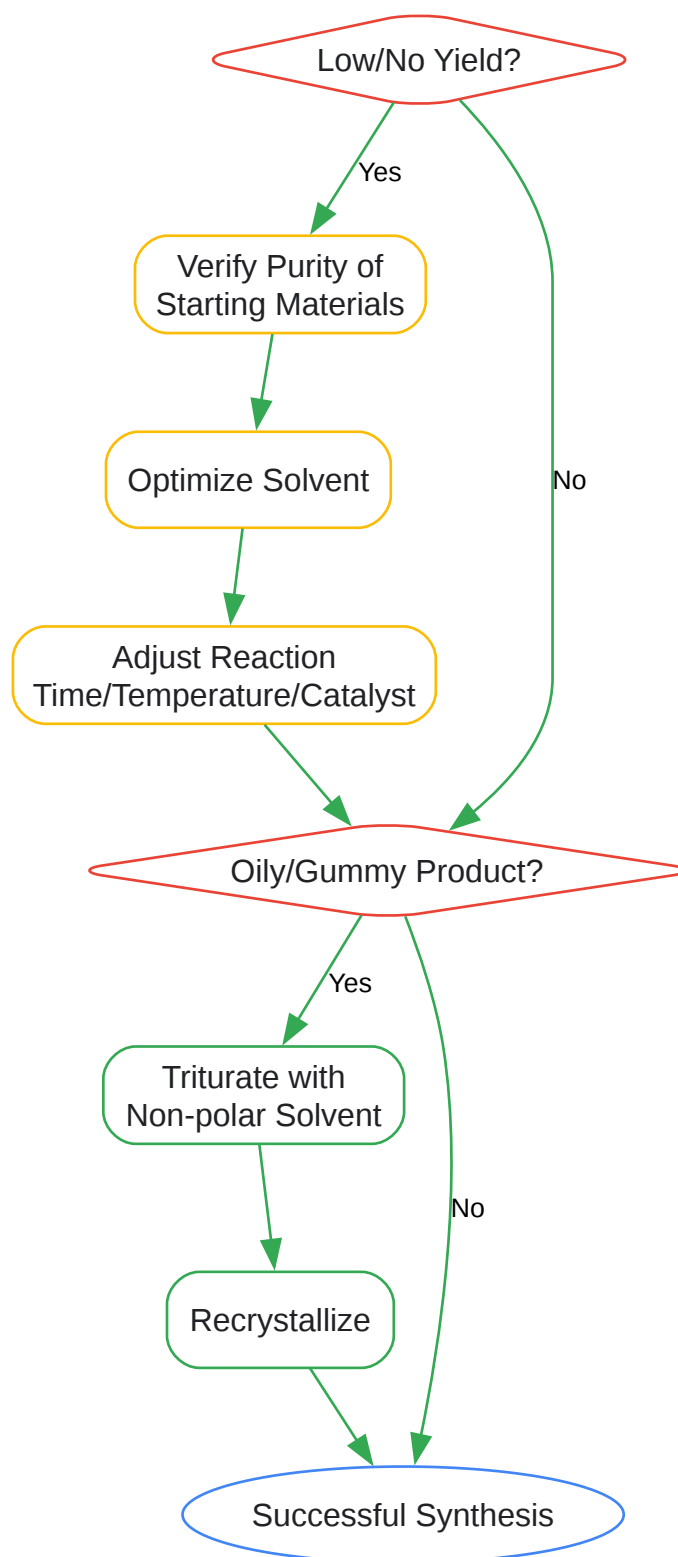 Low/No Yield?
Yes
Verify Purity of
Starting Materials
Optimize Solvent
No
Adjust Reaction
Time/Temperature/Catalyst
Oily/Gummy Product?
Yes
Triturate with
Non-polar Solvent
No
Recrystallize
Successful Synthesis